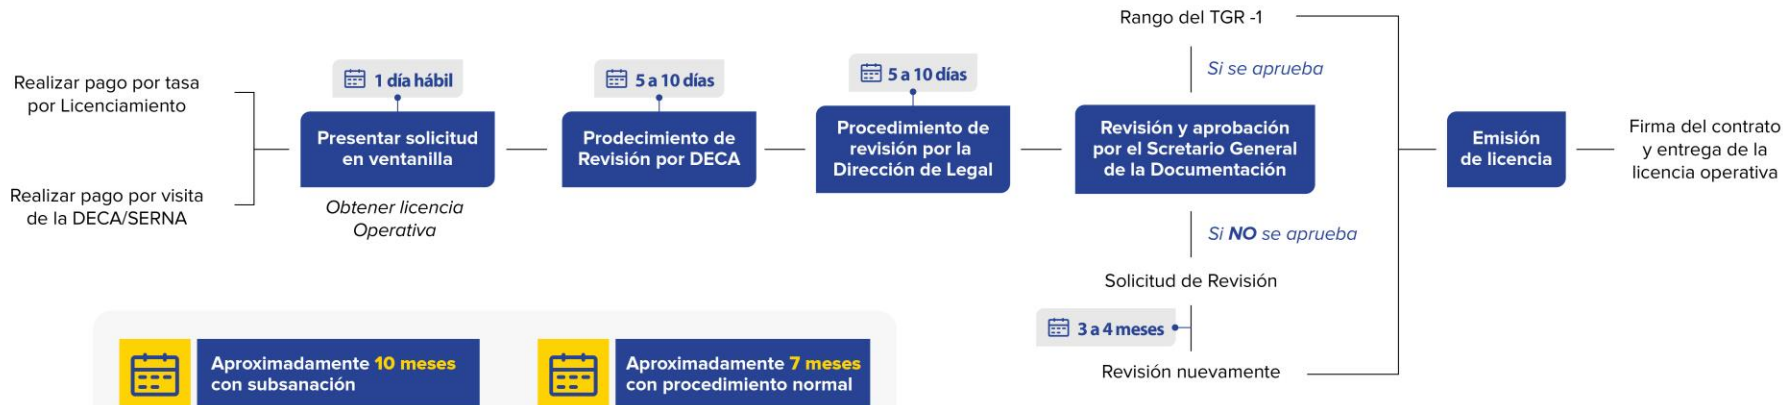 Realizar pago por tasa
por Licenciamiento
Realizar pago por visita
de la DECA/SERNA
1 día hábil
Presentar solicitud
en ventanilla
Obtener licencia
Operativa
5 a 10 días
Prodecimiento de
Revisión por DECA
5 a 10 días
Procedimiento de
revisión por la
Dirección de Legal
Rango del TGR -1
Si se aprueba
Revisión y aprobación
por el Scretario General
de la Documentación
Si NO se aprueba
Solicitud de Revisión
3 a 4 meses
Revisión nuevamente
Emisión
de licencia
Firma del contrato
y entrega de la
licencia operativa
Aproximadamente 10 meses
con subsanación
Aproximadamente 7 meses
con procedimiento normal